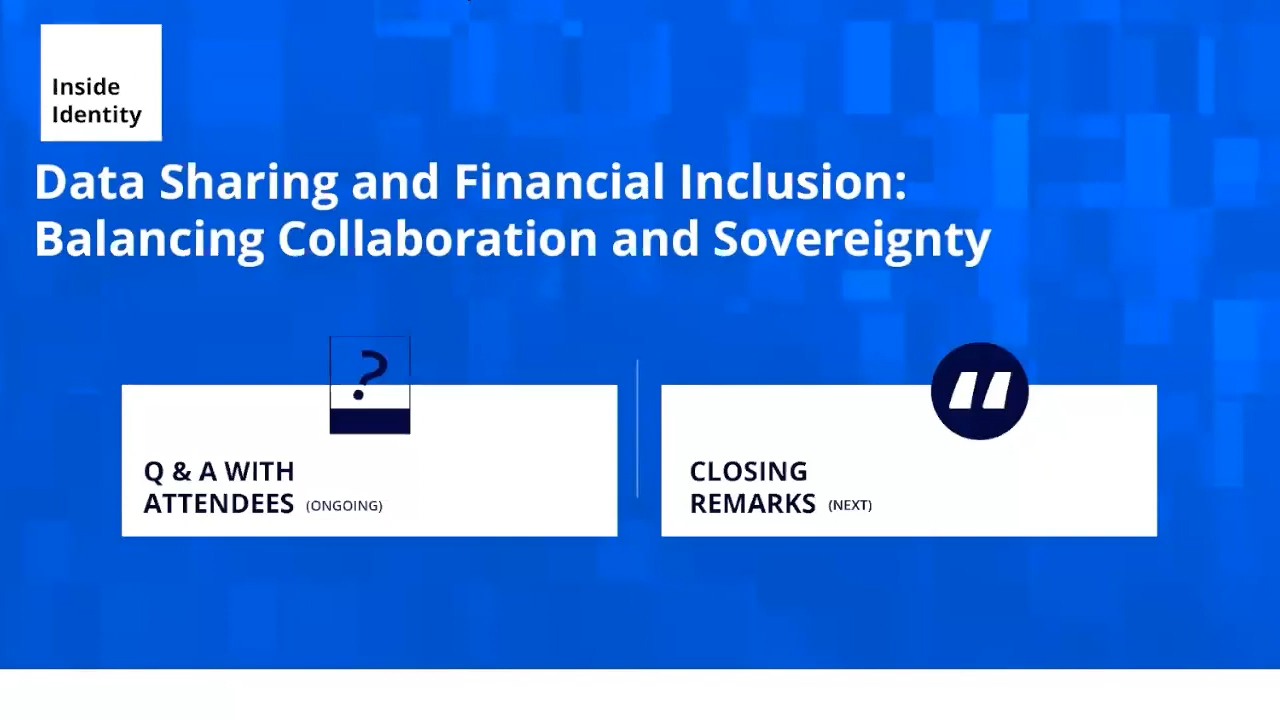 Inside
Identity
Data Sharing and Financial Inclusion:
Balancing Collaboration and Sovereignty
?
Q & A WITH
ATTENDEES (ONGOING)
CLOSING
REMARKS (NEXT)